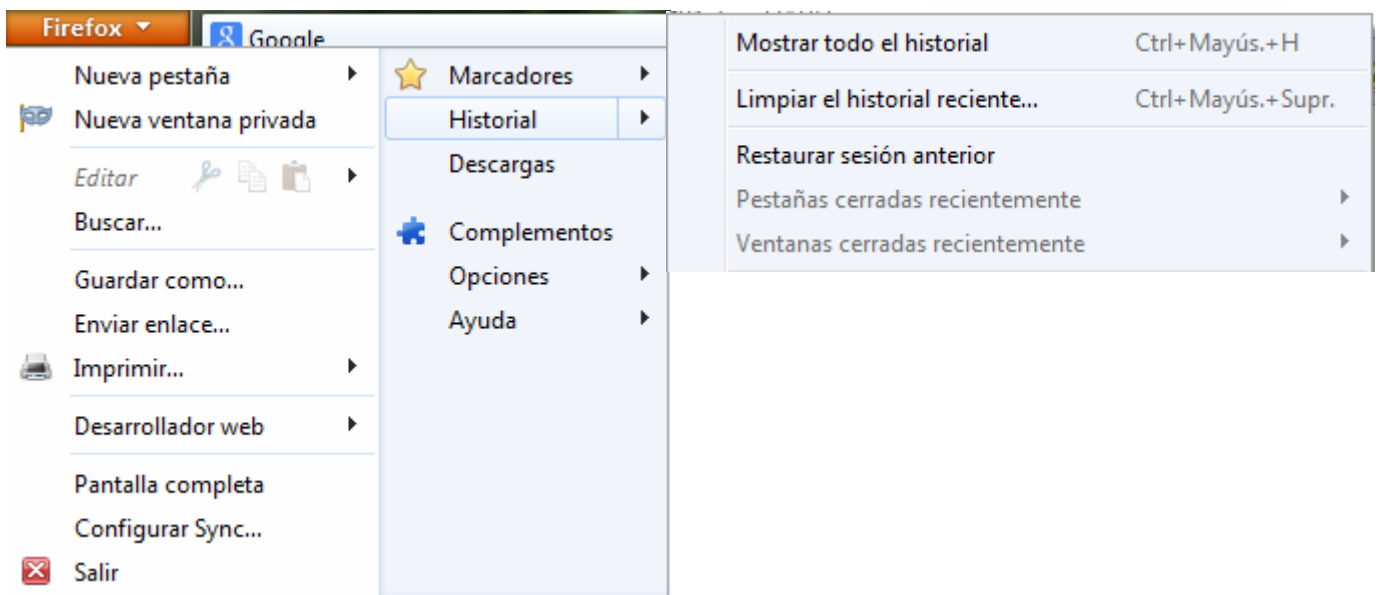 Firefox
Google
Nueva pestaña
Nueva ventana privada
Editar
Buscar...
Guardar como...
Enviar enlace...
Imprimir...
Desarrollador web
Pantalla completa
Configurar Sync...
Salir
Marcadores
Historial
Descargas
Complementos
Opciones
Ayuda
Mostrar todo el historial Ctrl+Mayús.+H
Limpiar el historial reciente... Ctrl+Mayús.+Supr.
Restaurar sesión anterior
Pestañas cerradas recientemente
Ventanas cerradas recientemente